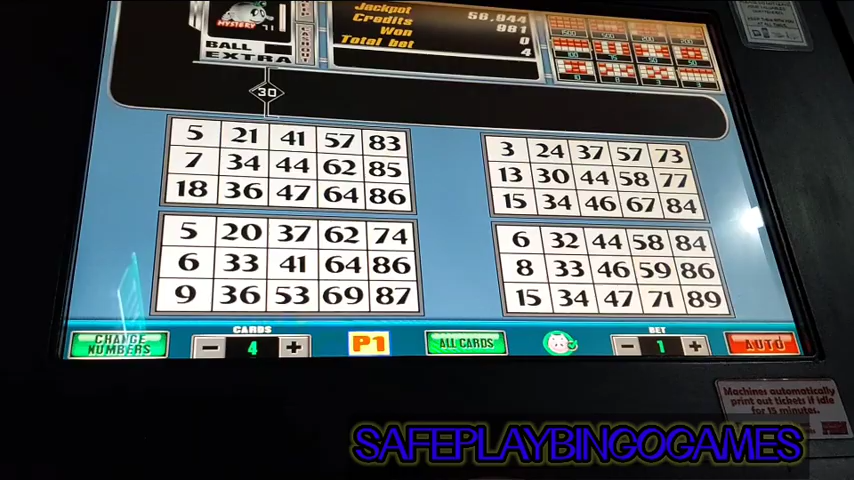 Jackpot 58,944
Credits 981
Won 0
Total bet 4
MYSTERY
BALL
EXTRA
30
5 21 41 57 83
7 34 44 62 85
18 36 47 64 86
3 24 37 57 73
13 30 44 58 77
15 34 46 67 84
5 20 37 62 74
6 33 41 64 86
9 36 53 69 87
6 32 44 58 84
8 33 46 59 86
15 34 47 71 89
CHANGE NUMBERS
CARDS
− 4 +
P1
ALL CARDS
BET
− 1 +
AUTO
Machines automatically
print out tickets if idle
for 15 minutes.
SAFEPLAYBINGOGAMES